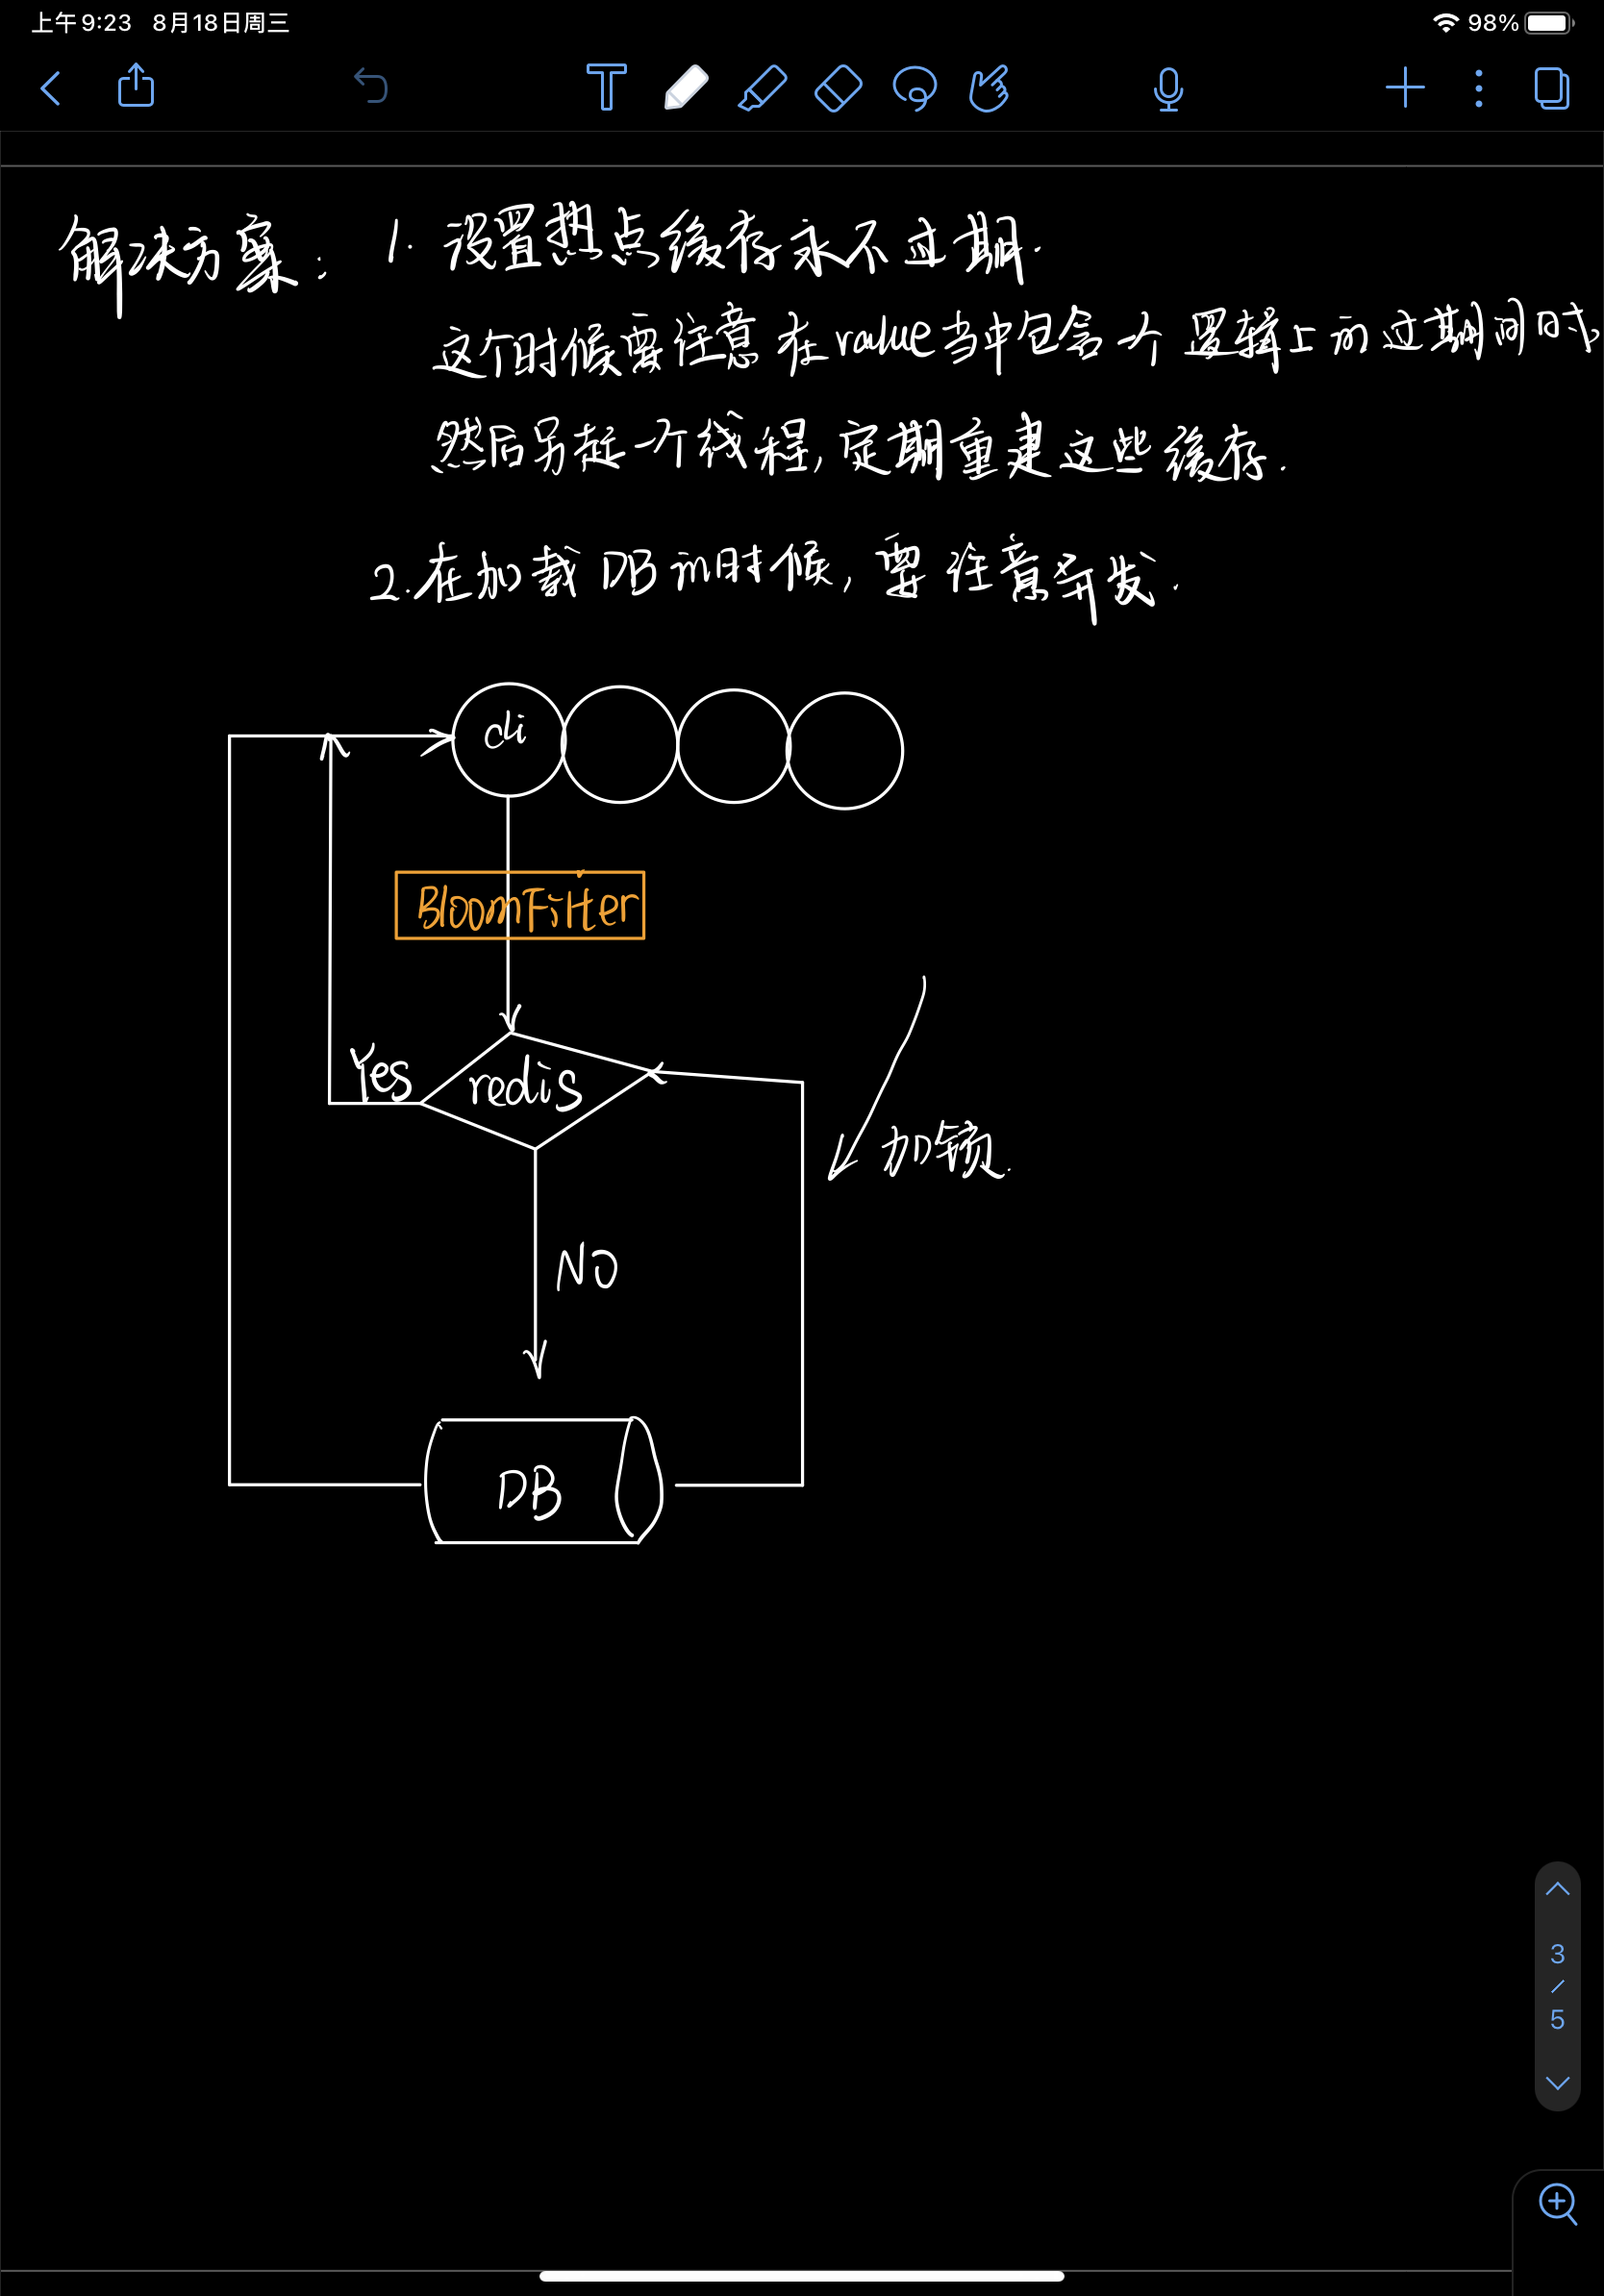 上午9:23 8月18日周三 98%
解决方案: 1. 设置热点缓存永不过期.
这个时候需要注意 在value当中包含一个 逻辑上的过期间时
然后另起一个线程, 定期重建这些缓存.
2.在加载DB的时候, 需要注意并发.
cli
BloomFilter
Yes
redis
加锁.
NO
DB
3
/
5